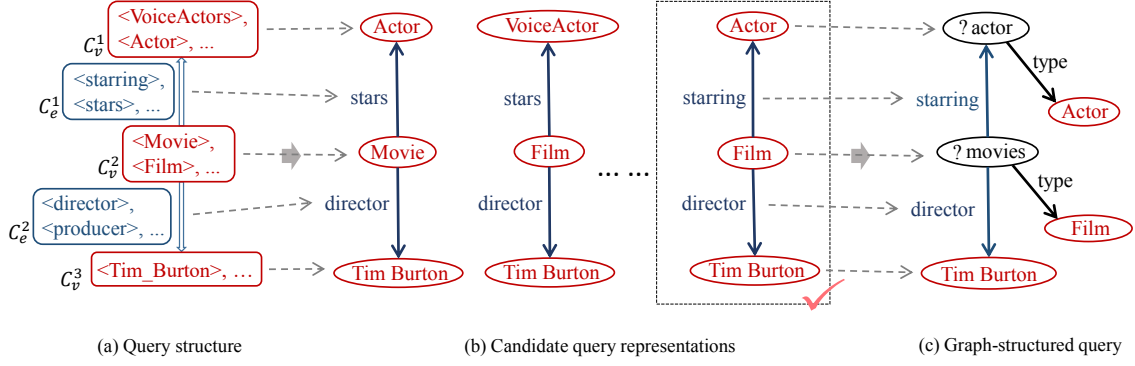 C_v^1
<VoiceActors>,
<Actor>, ...
C_e^1
<starring>,
<stars>, ...
C_v^2
<Movie>,
<Film>, ...
C_e^2
<director>,
<producer>, ...
C_v^3
<Tim_Burton>, ...
(a) Query structure
Actor
stars
Movie
director
Tim Burton
VoiceActor
stars
Film
director
Tim Burton
... ...
Actor
starring
Film
director
Tim Burton
(b) Candidate query representations
? actor
type
Actor
starring
? movies
type
Film
director
Tim Burton
(c) Graph-structured query